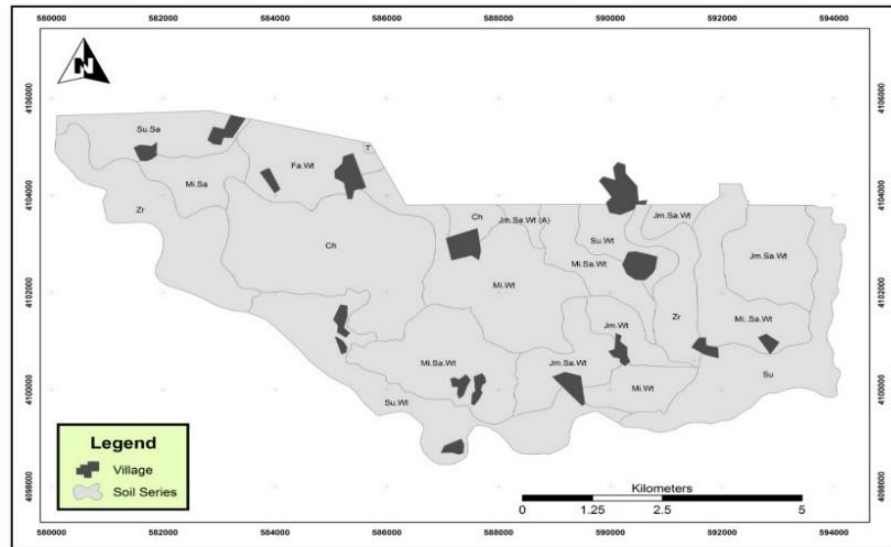 580000 582000 584000 586000 588000 590000 592000 594000
4106000 4106000
4104000 4104000
4102000 4102000
4100000 4100000
4098000 4098000
N
Su.Sa
T
Fa.Wt
Mi.Sa
Zr
Ch
Ch
Jm.Sa Wt (A)
Jm.Sa.Wt
Su.Wt
Jm.Sa.Wt
Mi.Sa.Wt
Mi.Wt
Zr
Mi..Sa.Wt
Jm.Wt
Mi.Sa.Wt
Jm.Sa.Wt
Su
Mi.Wt
Su.Wt
Legend
Village
Soil Series
Kilometers
0 1.25 2.5 5
580000 582000 584000 586000 588000 590000 592000 594000